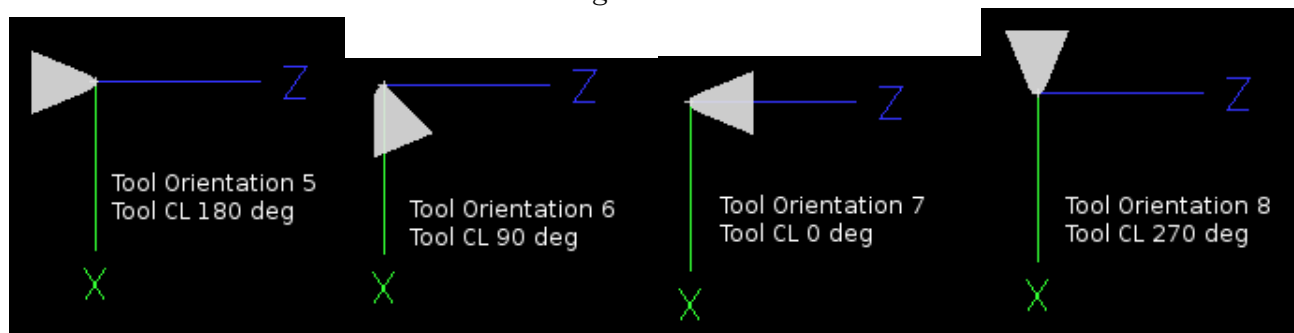 Z
Tool Orientation 5
Tool CL 180 deg
X
Z
Tool Orientation 6
Tool CL 90 deg
X
Z
Tool Orientation 7
Tool CL 0 deg
X
Z
Tool Orientation 8
Tool CL 270 deg
X